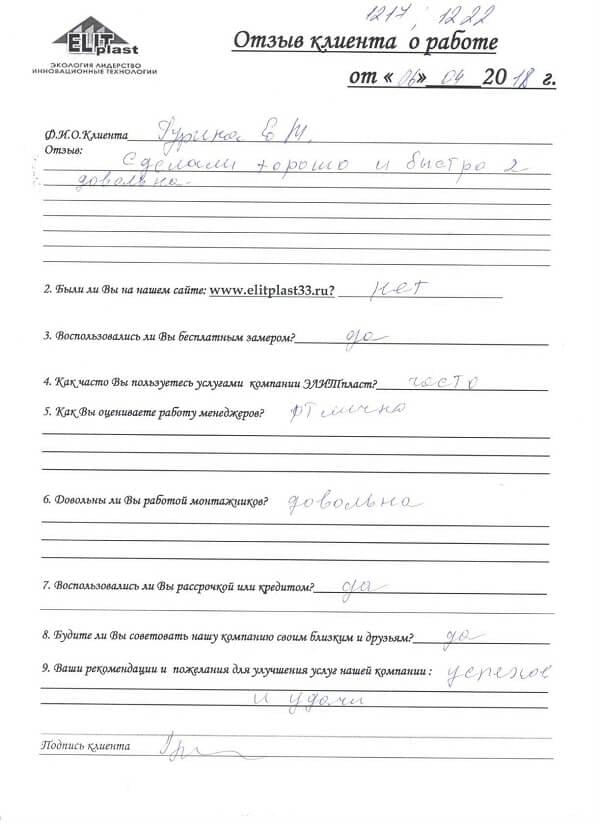 1217; 1222
ELIT plast
ЭКОЛОГИЯ ЛИДЕРСТВО
ИННОВАЦИОННЫЕ ТЕХНОЛОГИИ
Отзыв клиента о работе
от «06» 04 2018 г.
Ф.И.О.Клиента Гурина Е М.
Отзыв:
Сделали хорошо и быстро
довольна.
2. Были ли Вы на нашем сайте: www.elitplast33.ru? нет
3. Воспользовались ли Вы бесплатным замером? да
4. Как часто Вы пользуетесь услугами компании ЭЛИТпласт? часто
5. Как Вы оцениваете работу менеджеров? отлично
6. Довольны ли Вы работой монтажников? довольна
7. Воспользовались ли Вы рассрочкой или кредитом? да
8. Будите ли Вы советовать нашу компанию своим близким и друзьям? да
9. Ваши рекомендации и пожелания для улучшения услуг нашей компании : успехов
и удачи
Подпись клиента